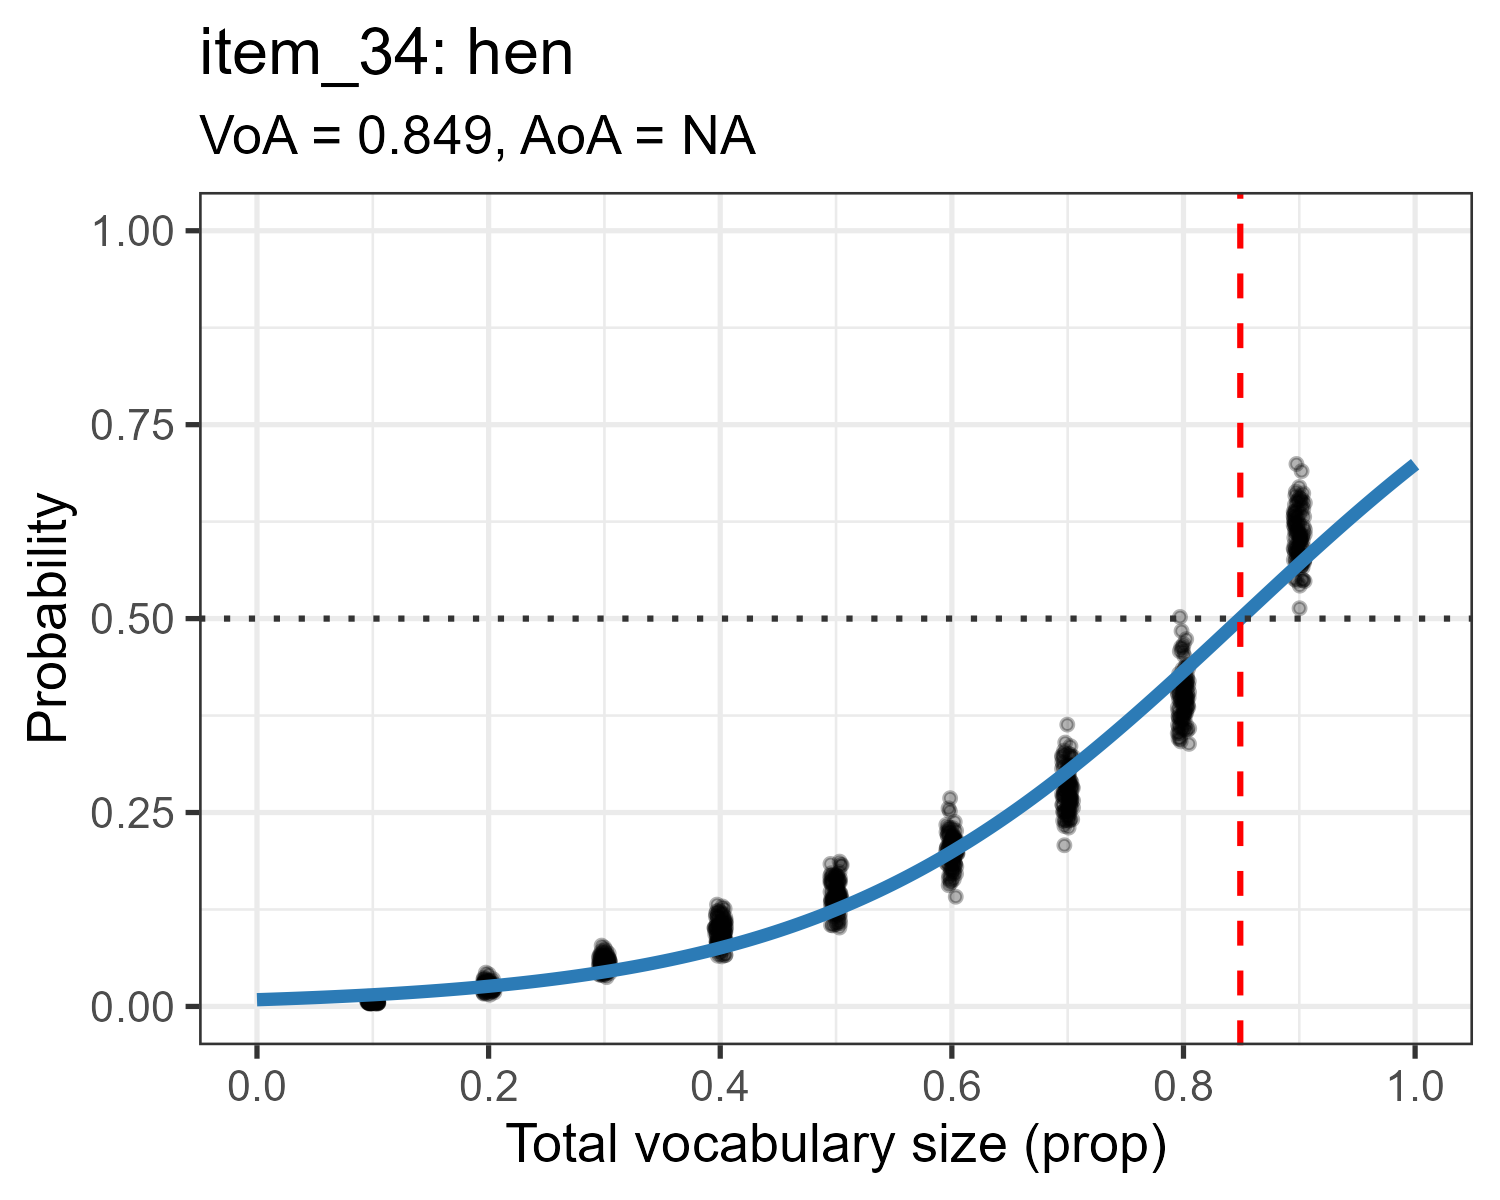 item_34: hen
VoA = 0.849, AoA = NA
1.00
0.75
0.50
0.25
0.00
Probability
0.0 0.2 0.4 0.6 0.8 1.0
Total vocabulary size (prop)